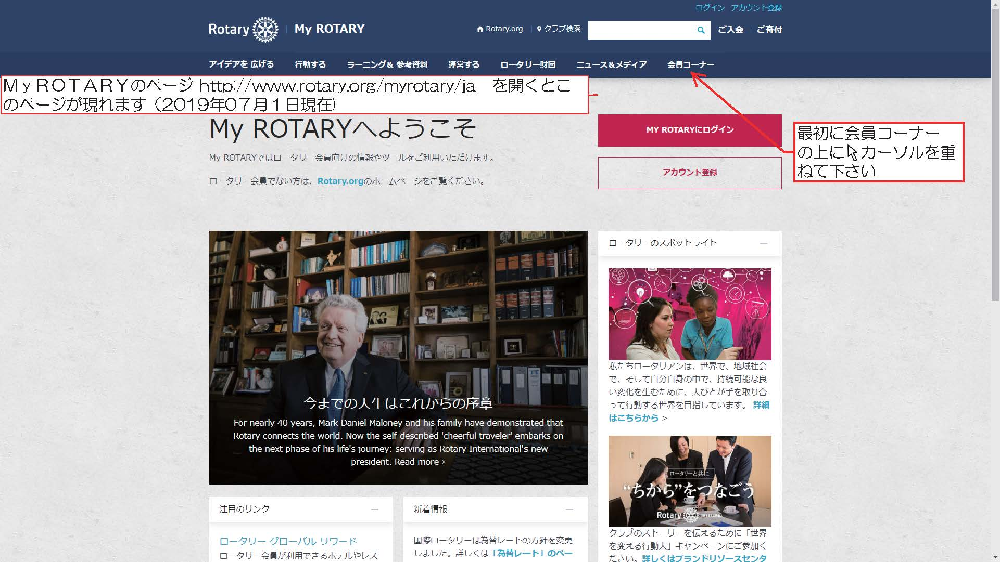 ログイン アカウント登録
Rotary My ROTARY Rotary.org クラブ検索 ご入会 ご寄付
アイデアを 広げる 行動する ラーニング& 参考資料 運営する ロータリー財団 ニュース&メディア 会員コーナー
ＭｙＲＯＴＡＲＹのページ http://www.rotary.org/myrotary/ja　を開くとこ
のページが現れます（２０１９年０７月１日現在）
My ROTARYへようこそ
My ROTARYではロータリー会員向けの情報やツールをご利用いただけます。
ロータリー会員でない方は、Rotary.orgのホームページをご覧ください。
MY ROTARYにログイン
アカウント登録
最初に会員コーナー
の上にカーソルを重
ねて下さい
今までの人生はこれからの序章
For nearly 40 years, Mark Daniel Maloney and his family have demonstrated that
Rotary connects the world. Now the self-described 'cheerful traveler' embarks on
the next phase of his life's journey: serving as Rotary International's new
president. Read more ›
ロータリーのスポットライト
私たちロータリアンは、世界で、地域社会
で、そして自分自身の中で、持続可能な良
い変化を生むために、人びとが手を取り合
って行動する世界を目指しています。 詳細
はこちらから >
ロータリーと共に
“ちから”をつなごう
Rotary
クラブのストーリーを伝えるために「世界
を変える行動人」キャンペーンにご参加く
ださい。詳しくはブランドリソースセンタ
注目のリンク
ロータリー グローバル リワード
ロータリー会員が利用できるホテルやレス
新着情報
国際ロータリーは為替レートの方針を変更
しました。詳しくは「為替レート」のペー